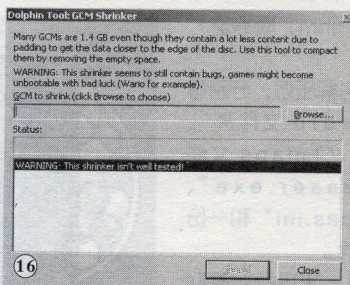 Dolphin Tool: GCM Shrinker
Many GCMs are 1.4 GB even though they contain a lot less content due to
padding to get the data closer to the edge of the disc. Use this tool to compact
them by removing the empty space.
WARNING: This shrinker seems to still contain bugs, games might become
unbootable with bad luck (Wario for example).
GCM to shrink (click Browse to choose)
Browse...
Status:
WARNING: This shrinker isn't well tested!
16
Shrink!
Close